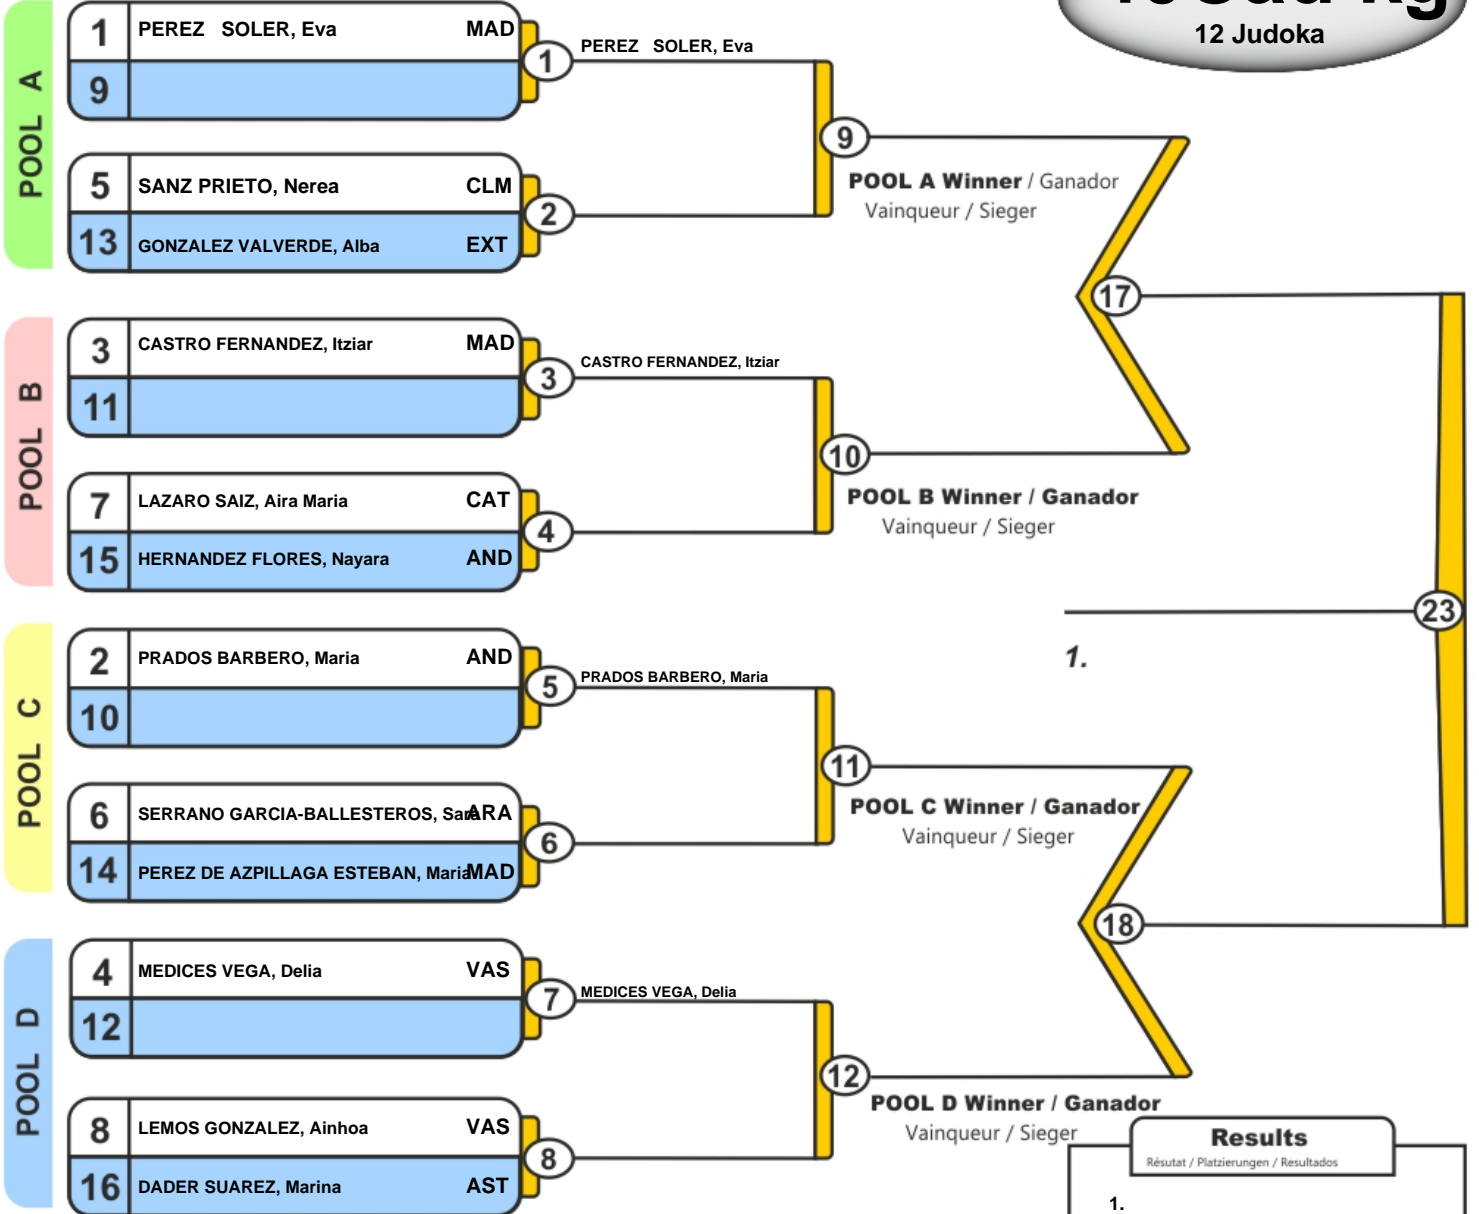 12 Judoka
POOL A
1 PEREZ SOLER, Eva MAD
9
1
PEREZ SOLER, Eva
5 SANZ PRIETO, Nerea CLM
13 GONZALEZ VALVERDE, Alba EXT
2
9
POOL A Winner / Ganador
Vainqueur / Sieger
17
POOL B
3 CASTRO FERNANDEZ, Itziar MAD
11
3
CASTRO FERNANDEZ, Itziar
7 LAZARO SAIZ, Aira Maria CAT
15 HERNANDEZ FLORES, Nayara AND
4
10
POOL B Winner / Ganador
Vainqueur / Sieger
23
1.
POOL C
2 PRADOS BARBERO, Maria AND
10
5
PRADOS BARBERO, Maria
6 SERRANO GARCIA-BALLESTEROS, Sara ARA
14 PEREZ DE AZPILLAGA ESTEBAN, Maria MAD
6
11
POOL C Winner / Ganador
Vainqueur / Sieger
18
POOL D
4 MEDICES VEGA, Delia VAS
12
7
MEDICES VEGA, Delia
8 LEMOS GONZALEZ, Ainhoa VAS
16 DADER SUAREZ, Marina AST
8
12
POOL D Winner / Ganador
Vainqueur / Sieger
Results
Résutat / Platzierungen / Resultados
1.